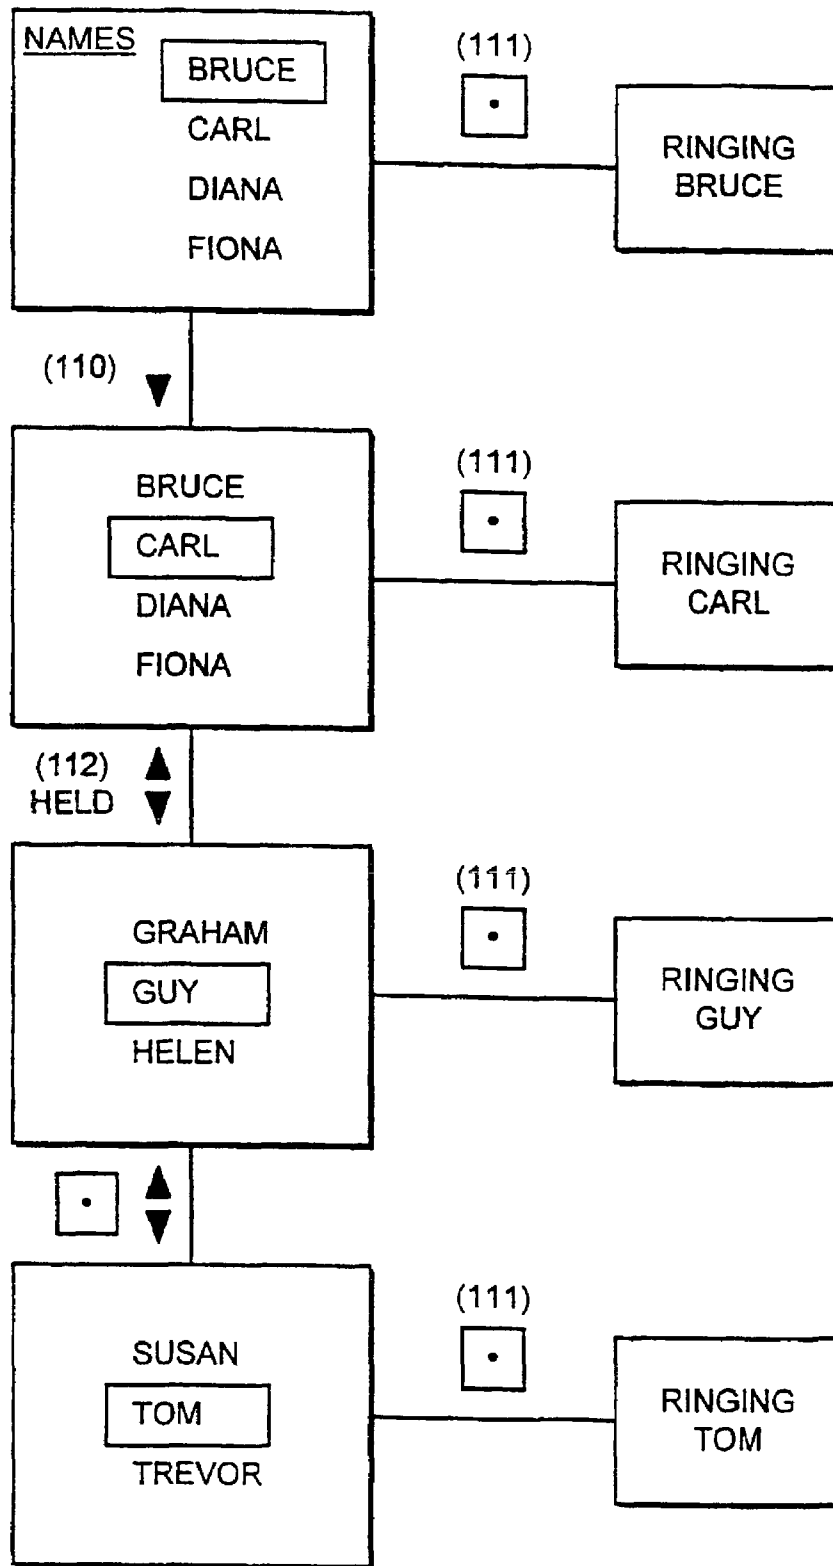 NAMES
BRUCE
CARL
DIANA
FIONA
(111)
RINGING
BRUCE
(110)
BRUCE
CARL
DIANA
FIONA
(111)
RINGING
CARL
(112)
HELD
GRAHAM
GUY
HELEN
(111)
RINGING
GUY
SUSAN
TOM
TREVOR
(111)
RINGING
TOM